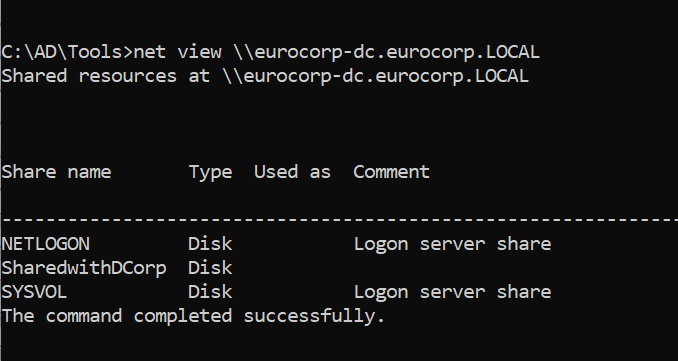 C:\AD\Tools>net view \\eurocorp-dc.eurocorp.LOCAL
Shared resources at \\eurocorp-dc.eurocorp.LOCAL
Share name       Type  Used as  Comment
-------------------------------------------------------------
NETLOGON         Disk           Logon server share
SharedwithDCorp  Disk
SYSVOL           Disk           Logon server share
The command completed successfully.